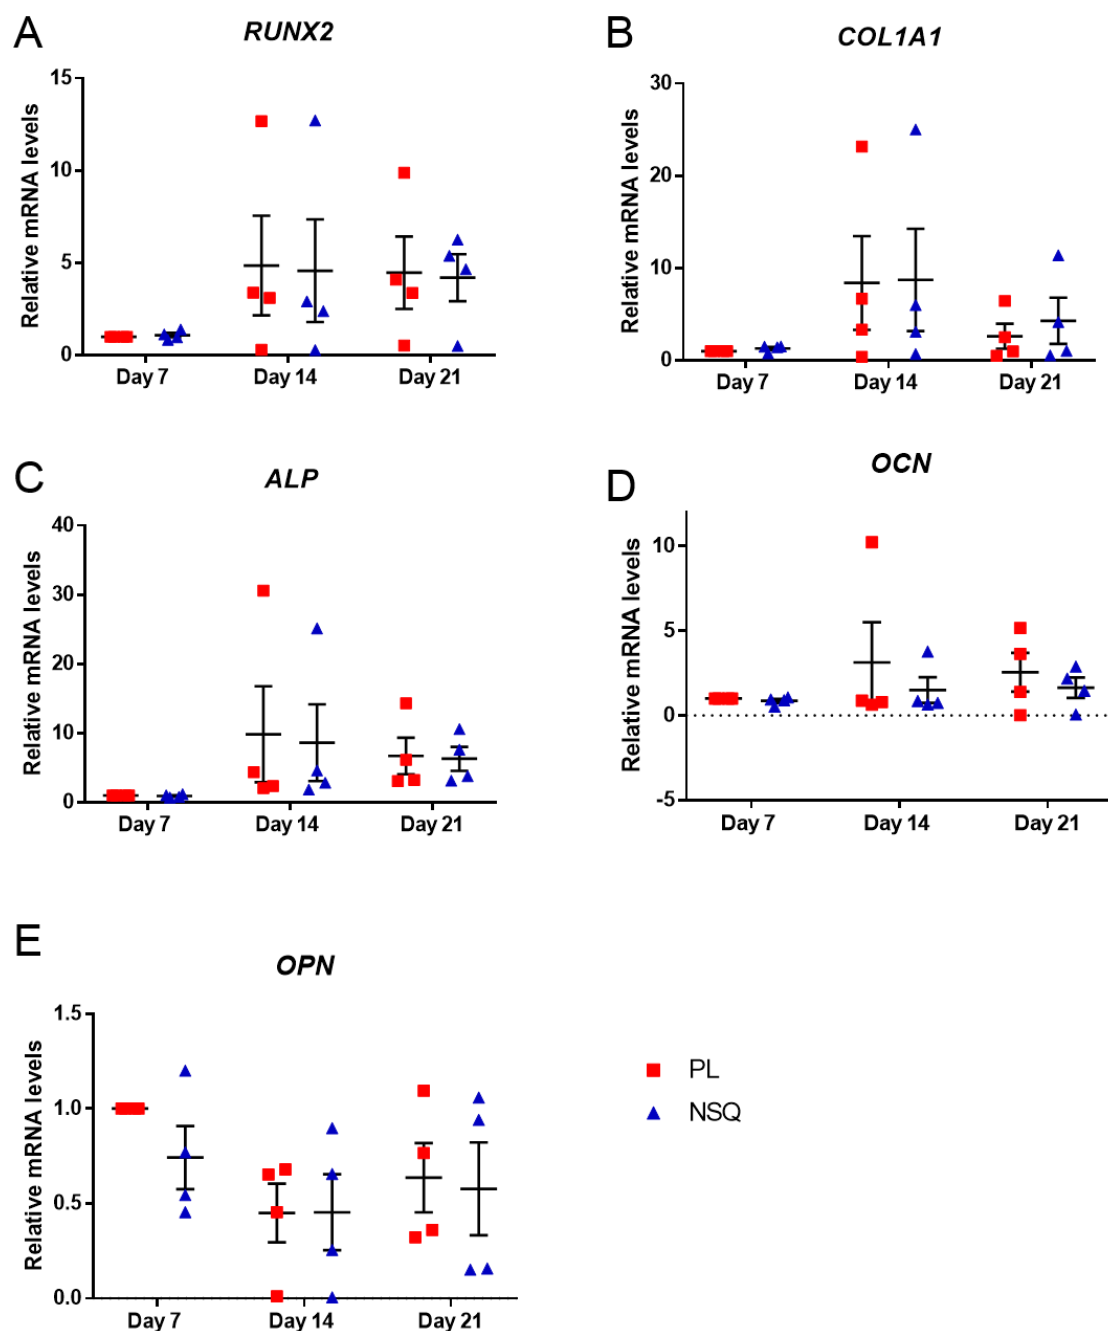 A
RUNX2
Relative mRNA levels
15
10
5
0
Day 7
Day 14
Day 21
B
COL1A1
Relative mRNA levels
30
20
10
0
Day 7
Day 14
Day 21
C
ALP
Relative mRNA levels
40
30
20
10
0
Day 7
Day 14
Day 21
D
OCN
Relative mRNA levels
10
5
0
-5
Day 7
Day 14
Day 21
E
OPN
Relative mRNA levels
1.5
1.0
0.5
0.0
Day 7
Day 14
Day 21
PL
NSQ